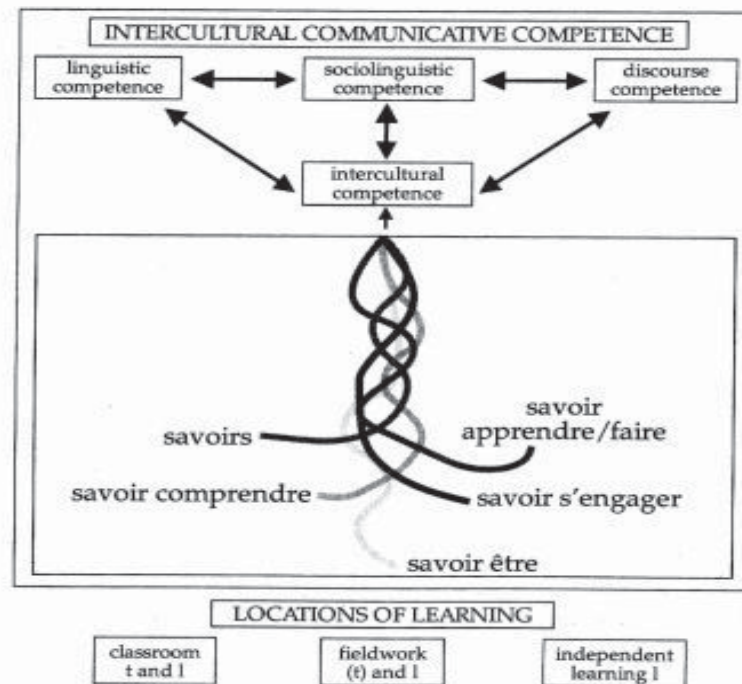 INTERCULTURAL COMMUNICATIVE COMPETENCE
linguistic
competence
sociolinguistic
competence
discourse
competence
intercultural
competence
savoir
apprendre/faire
savoirs
savoir comprendre
savoir s'engager
savoir être
LOCATIONS OF LEARNING
classroom
t and l
fieldwork
(t) and l
independent
learning l